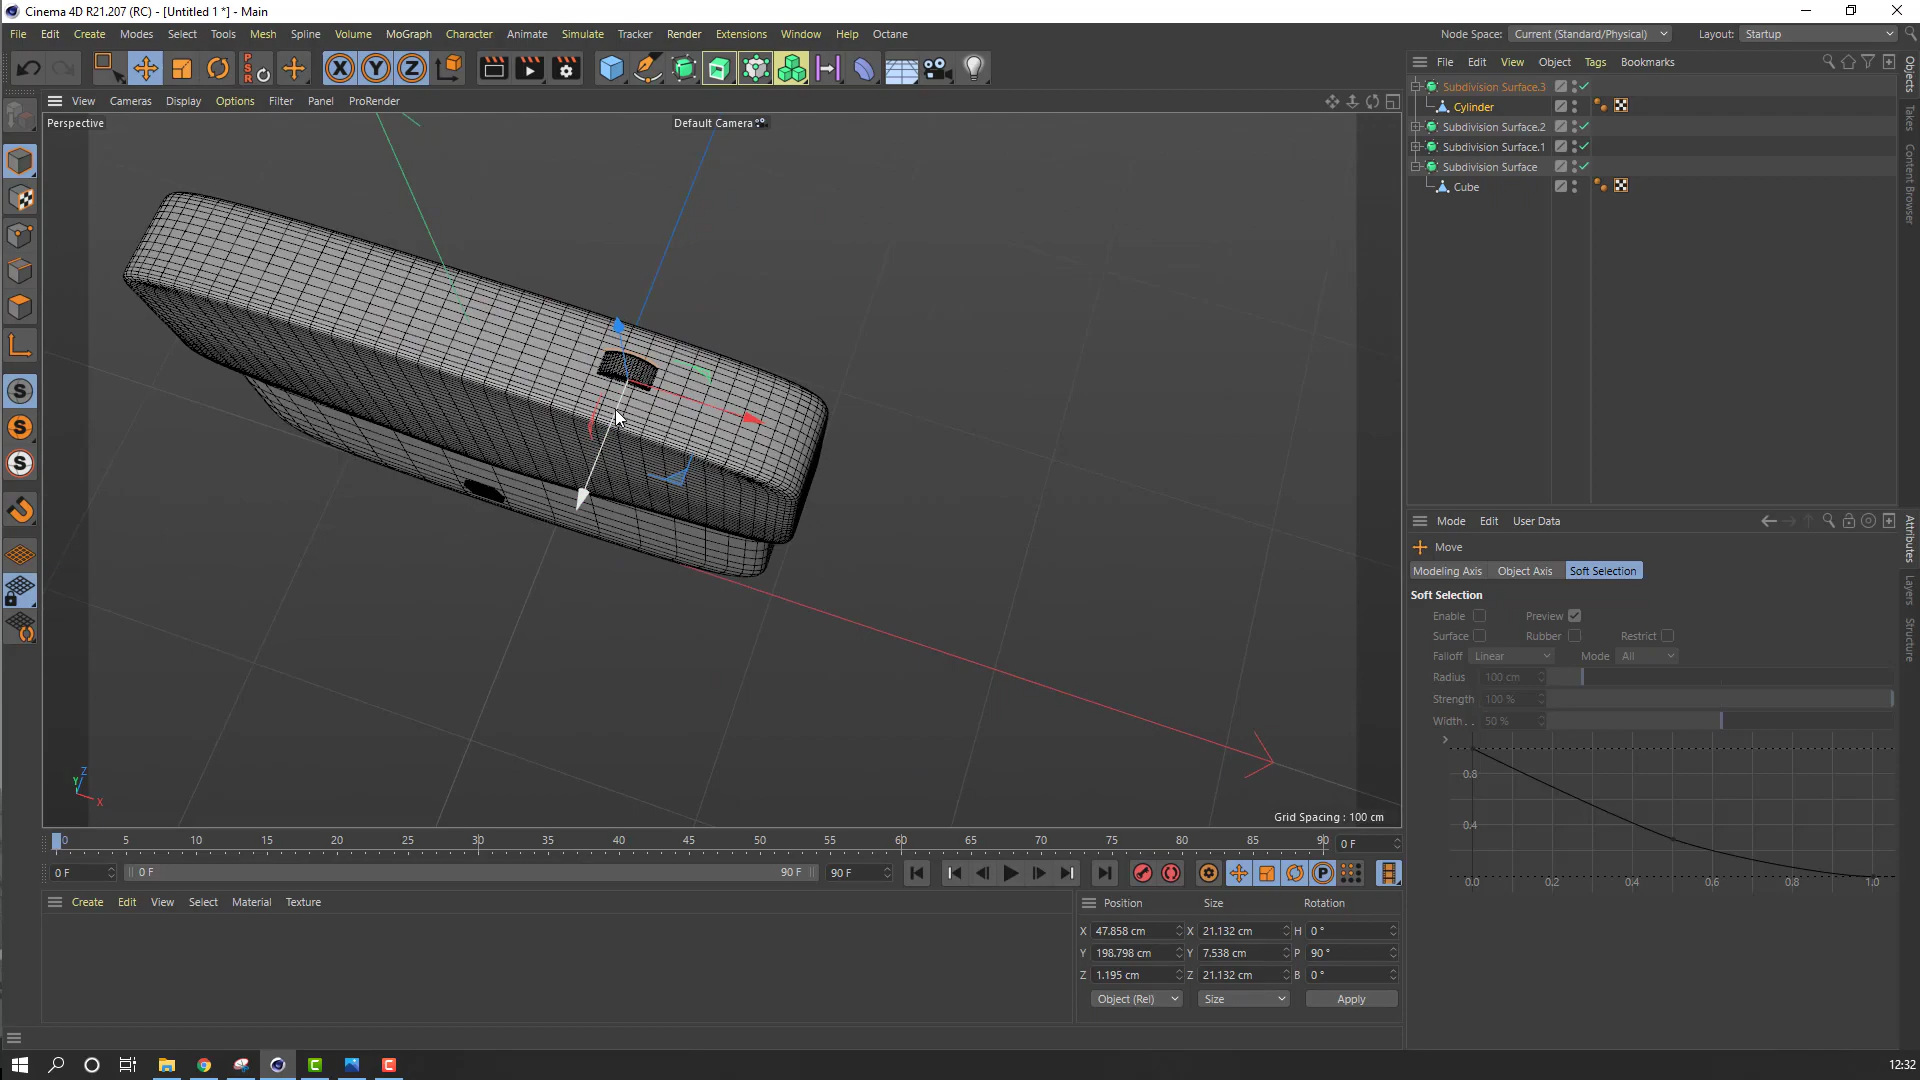 Cinema 4D R21.207 (RC) - [Untitled 1 *] - Main
File Edit Create Modes Select Tools Mesh Spline Volume MoGraph Character Animate Simulate Tracker Render Extensions Window Help Octane
Node Space: Current (Standard/Physical) Layout: Startup
X Y Z
PSR
View Cameras Display Options Filter Panel ProRender
Perspective
Default Camera
File Edit View Object Tags Bookmarks
Subdivision Surface.3
Cylinder
Subdivision Surface.2
Subdivision Surface.1
Subdivision Surface
Cube
Objects
Takes
Content Browser
S
S
S
Mode Edit User Data
Move
Modeling Axis Object Axis Soft Selection
Soft Selection
Enable Preview
Surface Rubber Restrict
Falloff Linear Mode All
Radius 100 cm
Strength 100 %
Width . . 50 %
0.8
0.4
0.0 0.2 0.4 0.6 0.8 1.0
Attributes
Layers
Structure
Z
Y
X
Grid Spacing : 100 cm
0 5 10 15 20 25 30 35 40 45 50 55 60 65 70 75 80 85 90 0 F
0 F 0 F 90 F 90 F
P
Create Edit View Select Material Texture
Position Size Rotation
X 47.858 cm X 21.132 cm H 0 °
Y 198.798 cm Y 7.538 cm P 90 °
Z 1.195 cm Z 21.132 cm B 0 °
Object (Rel) Size Apply
12:32